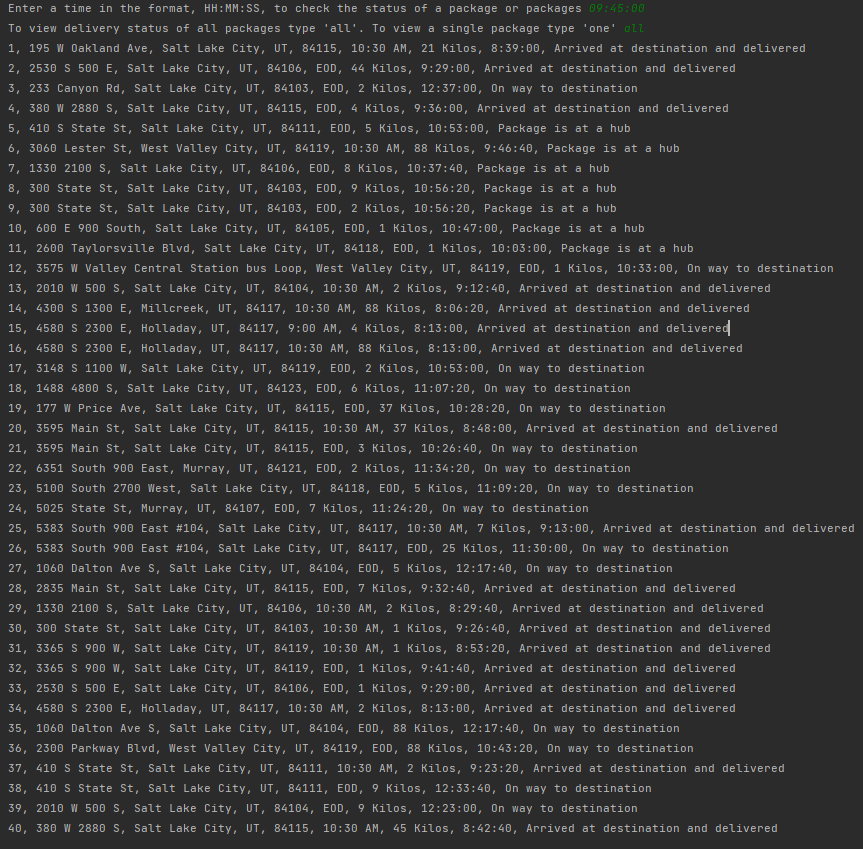 Enter a time in the format, HH:MM:SS, to check the status of a package or packages 09:45:00
To view delivery status of all packages type 'all'. To view a single package type 'one' all
1, 195 W Oakland Ave, Salt Lake City, UT, 84115, 10:30 AM, 21 Kilos, 8:39:00, Arrived at destination and delivered
2, 2530 S 500 E, Salt Lake City, UT, 84106, EOD, 44 Kilos, 9:29:00, Arrived at destination and delivered
3, 233 Canyon Rd, Salt Lake City, UT, 84103, EOD, 2 Kilos, 12:37:00, On way to destination
4, 380 W 2880 S, Salt Lake City, UT, 84115, EOD, 4 Kilos, 9:36:00, Arrived at destination and delivered
5, 410 S State St, Salt Lake City, UT, 84111, EOD, 5 Kilos, 10:53:00, Package is at a hub
6, 3060 Lester St, West Valley City, UT, 84119, 10:30 AM, 88 Kilos, 9:46:40, Package is at a hub
7, 1330 2100 S, Salt Lake City, UT, 84106, EOD, 8 Kilos, 10:37:40, Package is at a hub
8, 300 State St, Salt Lake City, UT, 84103, EOD, 9 Kilos, 10:56:20, Package is at a hub
9, 300 State St, Salt Lake City, UT, 84103, EOD, 2 Kilos, 10:56:20, Package is at a hub
10, 600 E 900 South, Salt Lake City, UT, 84105, EOD, 1 Kilos, 10:47:00, Package is at a hub
11, 2600 Taylorsville Blvd, Salt Lake City, UT, 84118, EOD, 1 Kilos, 10:03:00, Package is at a hub
12, 3575 W Valley Central Station bus Loop, West Valley City, UT, 84119, EOD, 1 Kilos, 10:33:00, On way to destination
13, 2010 W 500 S, Salt Lake City, UT, 84104, 10:30 AM, 2 Kilos, 9:12:40, Arrived at destination and delivered
14, 4300 S 1300 E, Millcreek, UT, 84117, 10:30 AM, 88 Kilos, 8:06:20, Arrived at destination and delivered
15, 4580 S 2300 E, Holladay, UT, 84117, 9:00 AM, 4 Kilos, 8:13:00, Arrived at destination and delivered
16, 4580 S 2300 E, Holladay, UT, 84117, 10:30 AM, 88 Kilos, 8:13:00, Arrived at destination and delivered
17, 3148 S 1100 W, Salt Lake City, UT, 84119, EOD, 2 Kilos, 10:53:00, On way to destination
18, 1488 4800 S, Salt Lake City, UT, 84123, EOD, 6 Kilos, 11:07:20, On way to destination
19, 177 W Price Ave, Salt Lake City, UT, 84115, EOD, 37 Kilos, 10:28:20, On way to destination
20, 3595 Main St, Salt Lake City, UT, 84115, 10:30 AM, 37 Kilos, 8:48:00, Arrived at destination and delivered
21, 3595 Main St, Salt Lake City, UT, 84115, EOD, 3 Kilos, 10:26:40, On way to destination
22, 6351 South 900 East, Murray, UT, 84121, EOD, 2 Kilos, 11:34:20, On way to destination
23, 5100 South 2700 West, Salt Lake City, UT, 84118, EOD, 5 Kilos, 11:09:20, On way to destination
24, 5025 State St, Murray, UT, 84107, EOD, 7 Kilos, 11:24:20, On way to destination
25, 5383 South 900 East #104, Salt Lake City, UT, 84117, 10:30 AM, 7 Kilos, 9:13:00, Arrived at destination and delivered
26, 5383 South 900 East #104, Salt Lake City, UT, 84117, EOD, 25 Kilos, 11:30:00, On way to destination
27, 1060 Dalton Ave S, Salt Lake City, UT, 84104, EOD, 5 Kilos, 12:17:40, On way to destination
28, 2835 Main St, Salt Lake City, UT, 84115, EOD, 7 Kilos, 9:32:40, Arrived at destination and delivered
29, 1330 2100 S, Salt Lake City, UT, 84106, 10:30 AM, 2 Kilos, 8:29:40, Arrived at destination and delivered
30, 300 State St, Salt Lake City, UT, 84103, 10:30 AM, 1 Kilos, 9:26:40, Arrived at destination and delivered
31, 3365 S 900 W, Salt Lake City, UT, 84119, 10:30 AM, 1 Kilos, 8:53:20, Arrived at destination and delivered
32, 3365 S 900 W, Salt Lake City, UT, 84119, EOD, 1 Kilos, 9:41:40, Arrived at destination and delivered
33, 2530 S 500 E, Salt Lake City, UT, 84106, EOD, 1 Kilos, 9:29:00, Arrived at destination and delivered
34, 4580 S 2300 E, Holladay, UT, 84117, 10:30 AM, 2 Kilos, 8:13:00, Arrived at destination and delivered
35, 1060 Dalton Ave S, Salt Lake City, UT, 84104, EOD, 88 Kilos, 12:17:40, On way to destination
36, 2300 Parkway Blvd, West Valley City, UT, 84119, EOD, 88 Kilos, 10:43:20, On way to destination
37, 410 S State St, Salt Lake City, UT, 84111, 10:30 AM, 2 Kilos, 9:23:20, Arrived at destination and delivered
38, 410 S State St, Salt Lake City, UT, 84111, EOD, 9 Kilos, 12:33:40, On way to destination
39, 2010 W 500 S, Salt Lake City, UT, 84104, EOD, 9 Kilos, 12:23:00, On way to destination
40, 380 W 2880 S, Salt Lake City, UT, 84115, 10:30 AM, 45 Kilos, 8:42:40, Arrived at destination and delivered